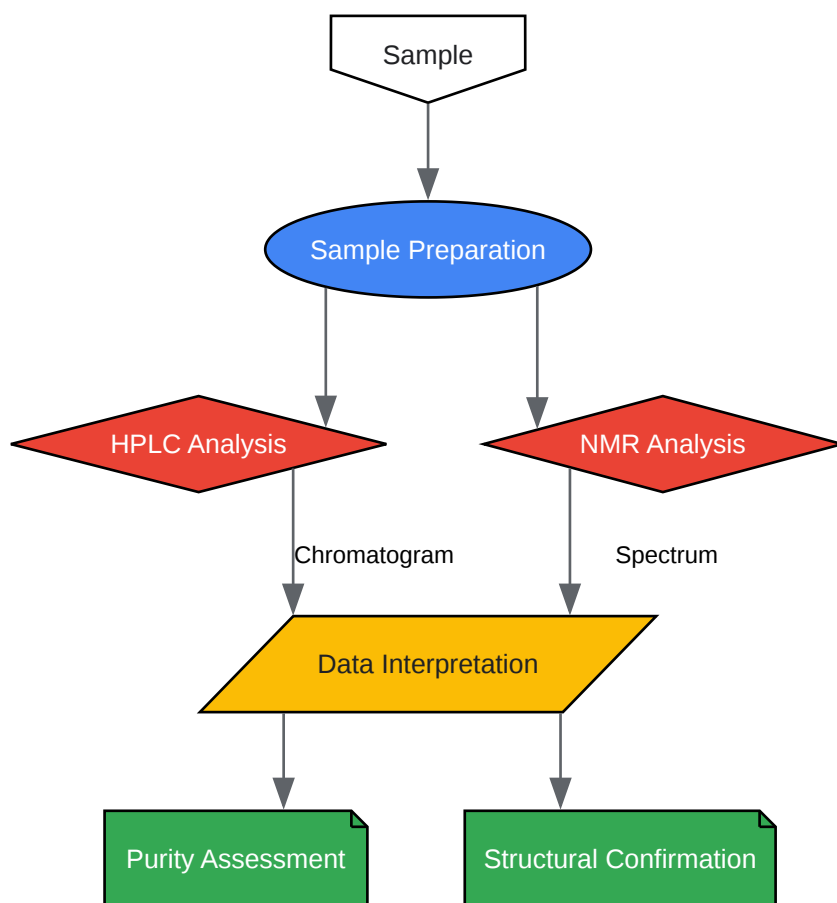 Sample
Sample Preparation
HPLC Analysis
NMR Analysis
Chromatogram
Spectrum
Data Interpretation
Purity Assessment
Structural Confirmation